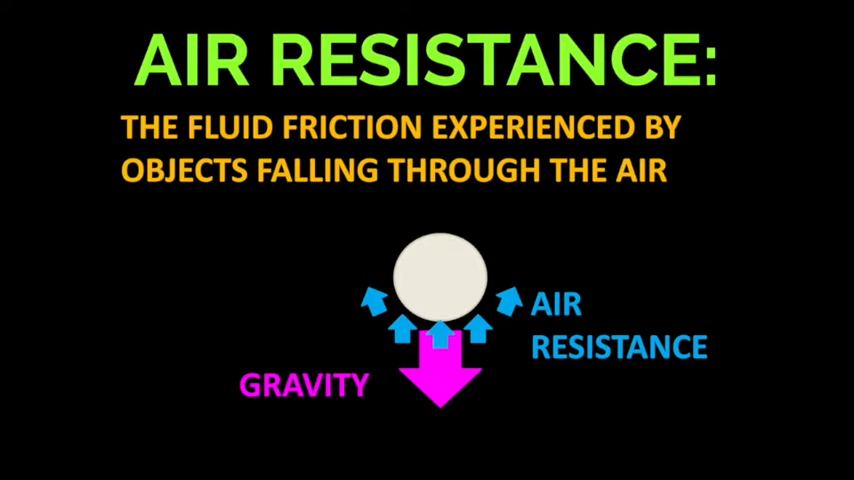 AIR RESISTANCE:
THE FLUID FRICTION EXPERIENCED BY
OBJECTS FALLING THROUGH THE AIR
AIR
RESISTANCE
GRAVITY